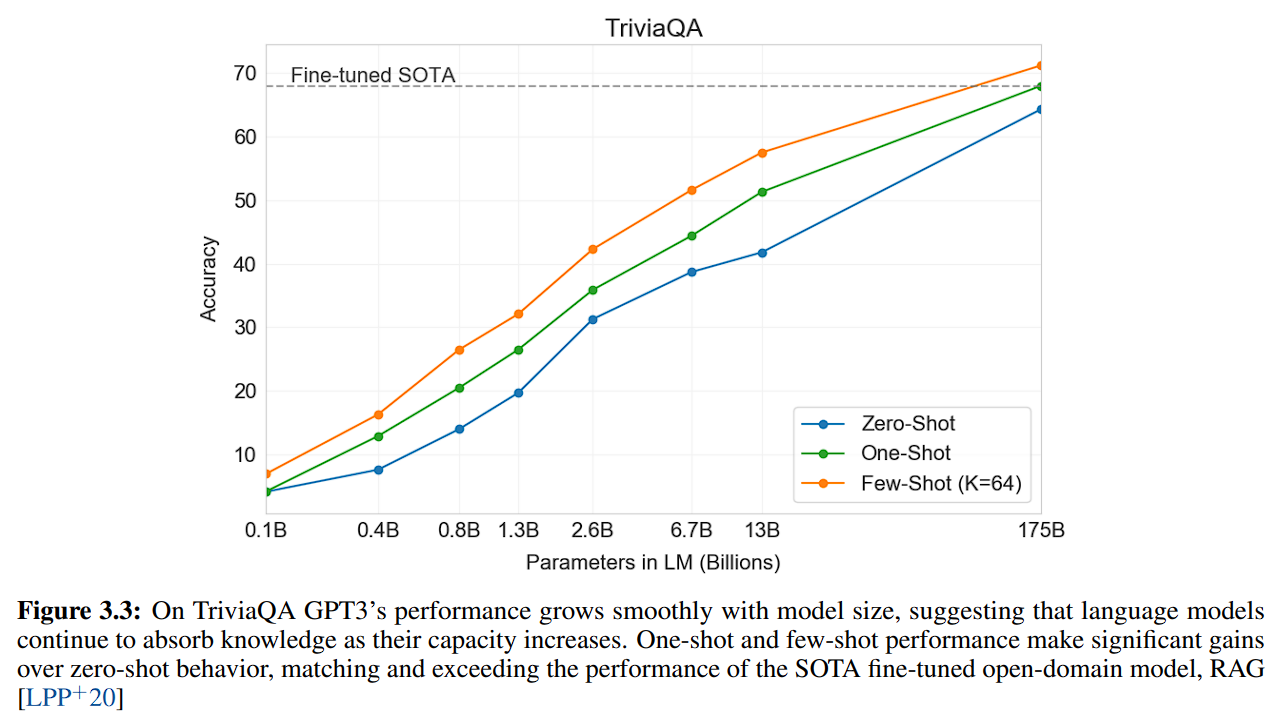 TriviaQA
Fine-tuned SOTA
70
60
50
40
30
20
10
Accuracy
Zero-Shot
One-Shot
Few-Shot (K=64)
0.1B 0.4B 0.8B 1.3B 2.6B 6.7B 13B 175B
Parameters in LM (Billions)
Figure 3.3: On TriviaQA GPT3's performance grows smoothly with model size, suggesting that language models
continue to absorb knowledge as their capacity increases. One-shot and few-shot performance make significant gains
over zero-shot behavior, matching and exceeding the performance of the SOTA fine-tuned open-domain model, RAG
[LPP+20]